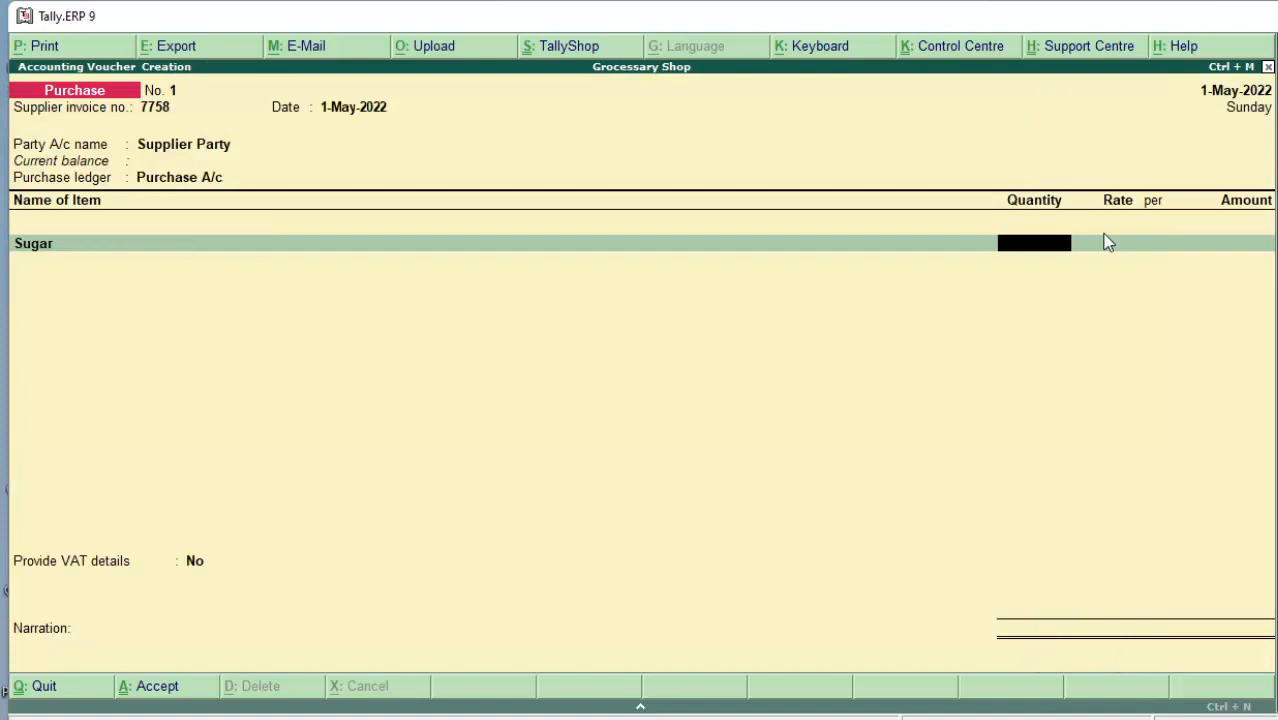 Tally.ERP 9
P: Print E: Export M: E-Mail O: Upload S: TallyShop G: Language K: Keyboard K: Control Centre H: Support Centre H: Help
Accounting Voucher Creation Grocessary Shop Ctrl + M
Purchase No. 1 1-May-2022
Supplier invoice no.: 7758 Date : 1-May-2022 Sunday
Party A/c name : Supplier Party
Current balance :
Purchase ledger : Purchase A/c
Name of Item Quantity Rate per Amount
Sugar
Provide VAT details : No
Narration:
Q: Quit A: Accept D: Delete X: Cancel
Ctrl + N